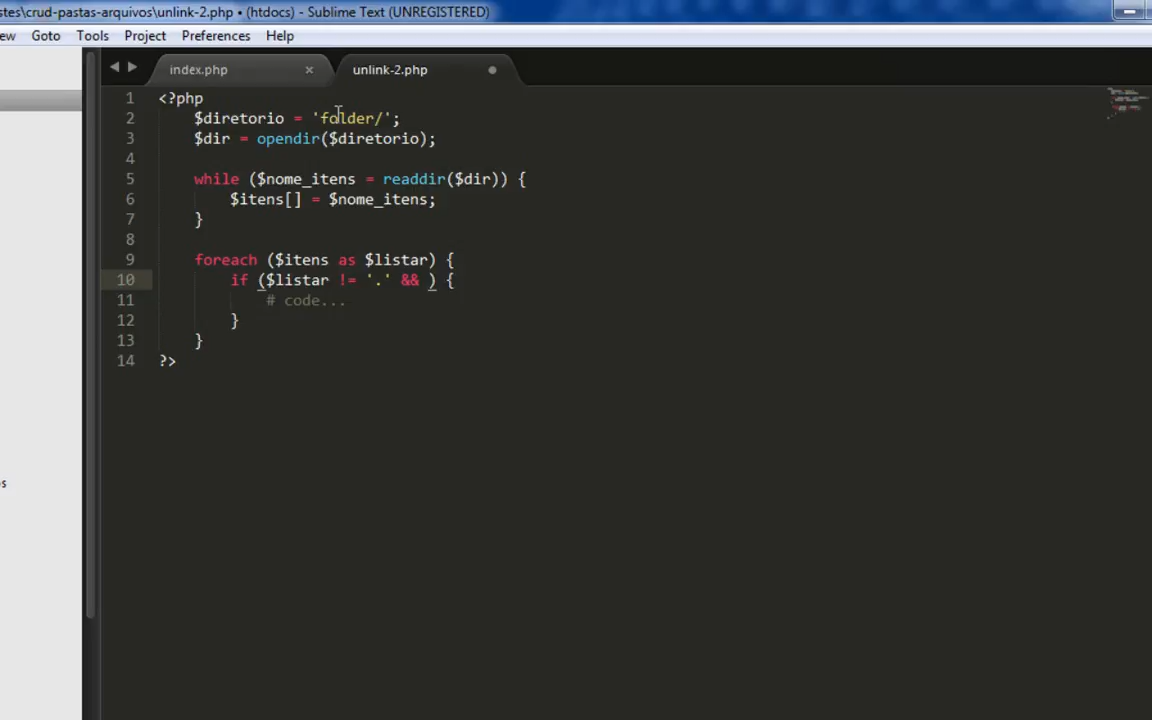 stes\crud-pastas-arquivos\unlink-2.php • (htdocs) - Sublime Text (UNREGISTERED)
ew Goto Tools Project Preferences Help
index.php × unlink-2.php
1 <?php
2 $diretorio = 'folder/';
3 $dir = opendir($diretorio);
4
5 while ($nome_itens = readdir($dir)) {
6 $itens[] = $nome_itens;
7 }
8
9 foreach ($itens as $listar) {
10 if ($listar != '.' && ) {
11 # code...
12 }
13 }
14 ?>
s